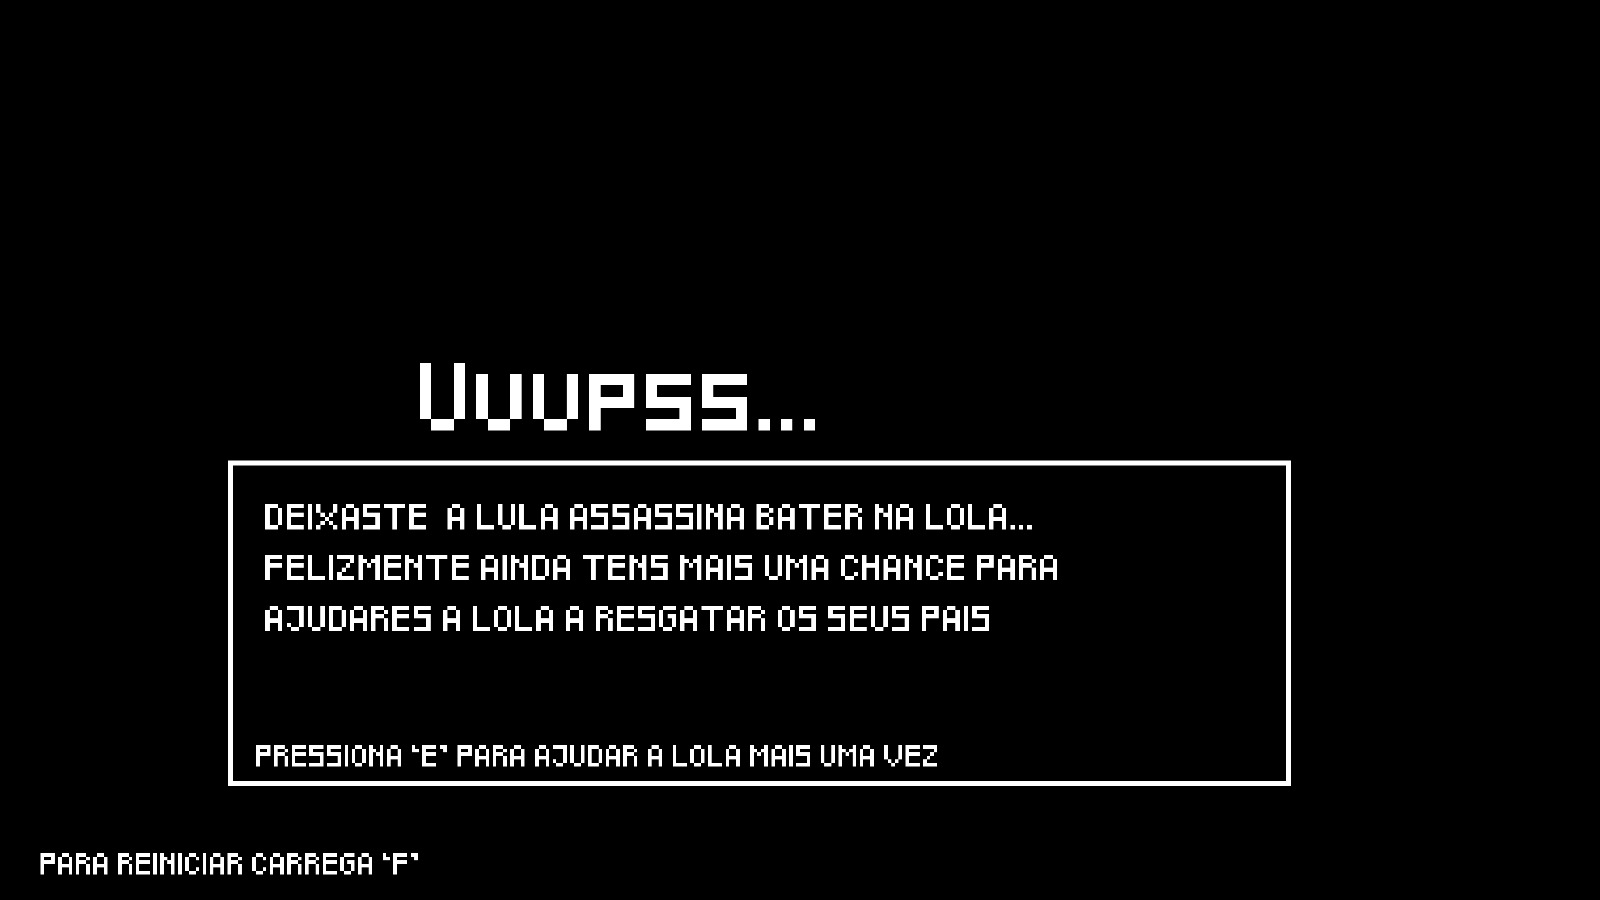 Uuupss...
DEIXASTE  A LULA ASSASSINA BATER NA LOLA...
FELIZMENTE AINDA TENS MAIS UMA CHANCE PARA
AJUDARES A LOLA A RESGATAR OS SEUS PAIS
PRESSIONA 'E' PARA AJUDAR A LOLA MAIS UMA VEZ
PARA REINICIAR CARREGA 'F'